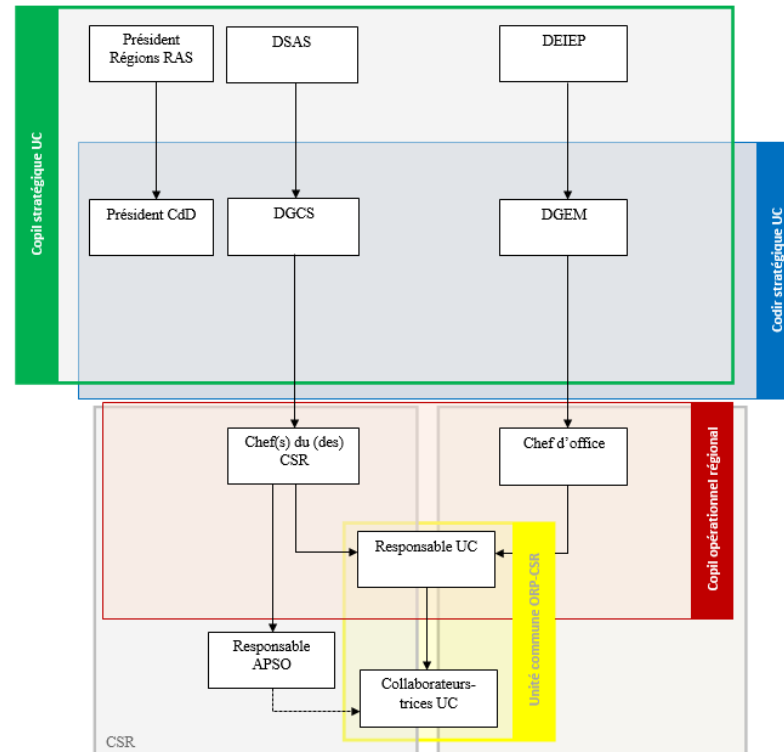 Président
Régions RAS
DSAS
DEIEP
Copil stratégique UC
Président CdD
DGCS
DGEM
Codir stratégique UC
Chef(s) du (des)
CSR
Chef d'office
Copil opérationnel régional
Responsable UC
Unité commune ORP-CSR
Responsable
APSO
Collaborateurs-
trices UC
CSR